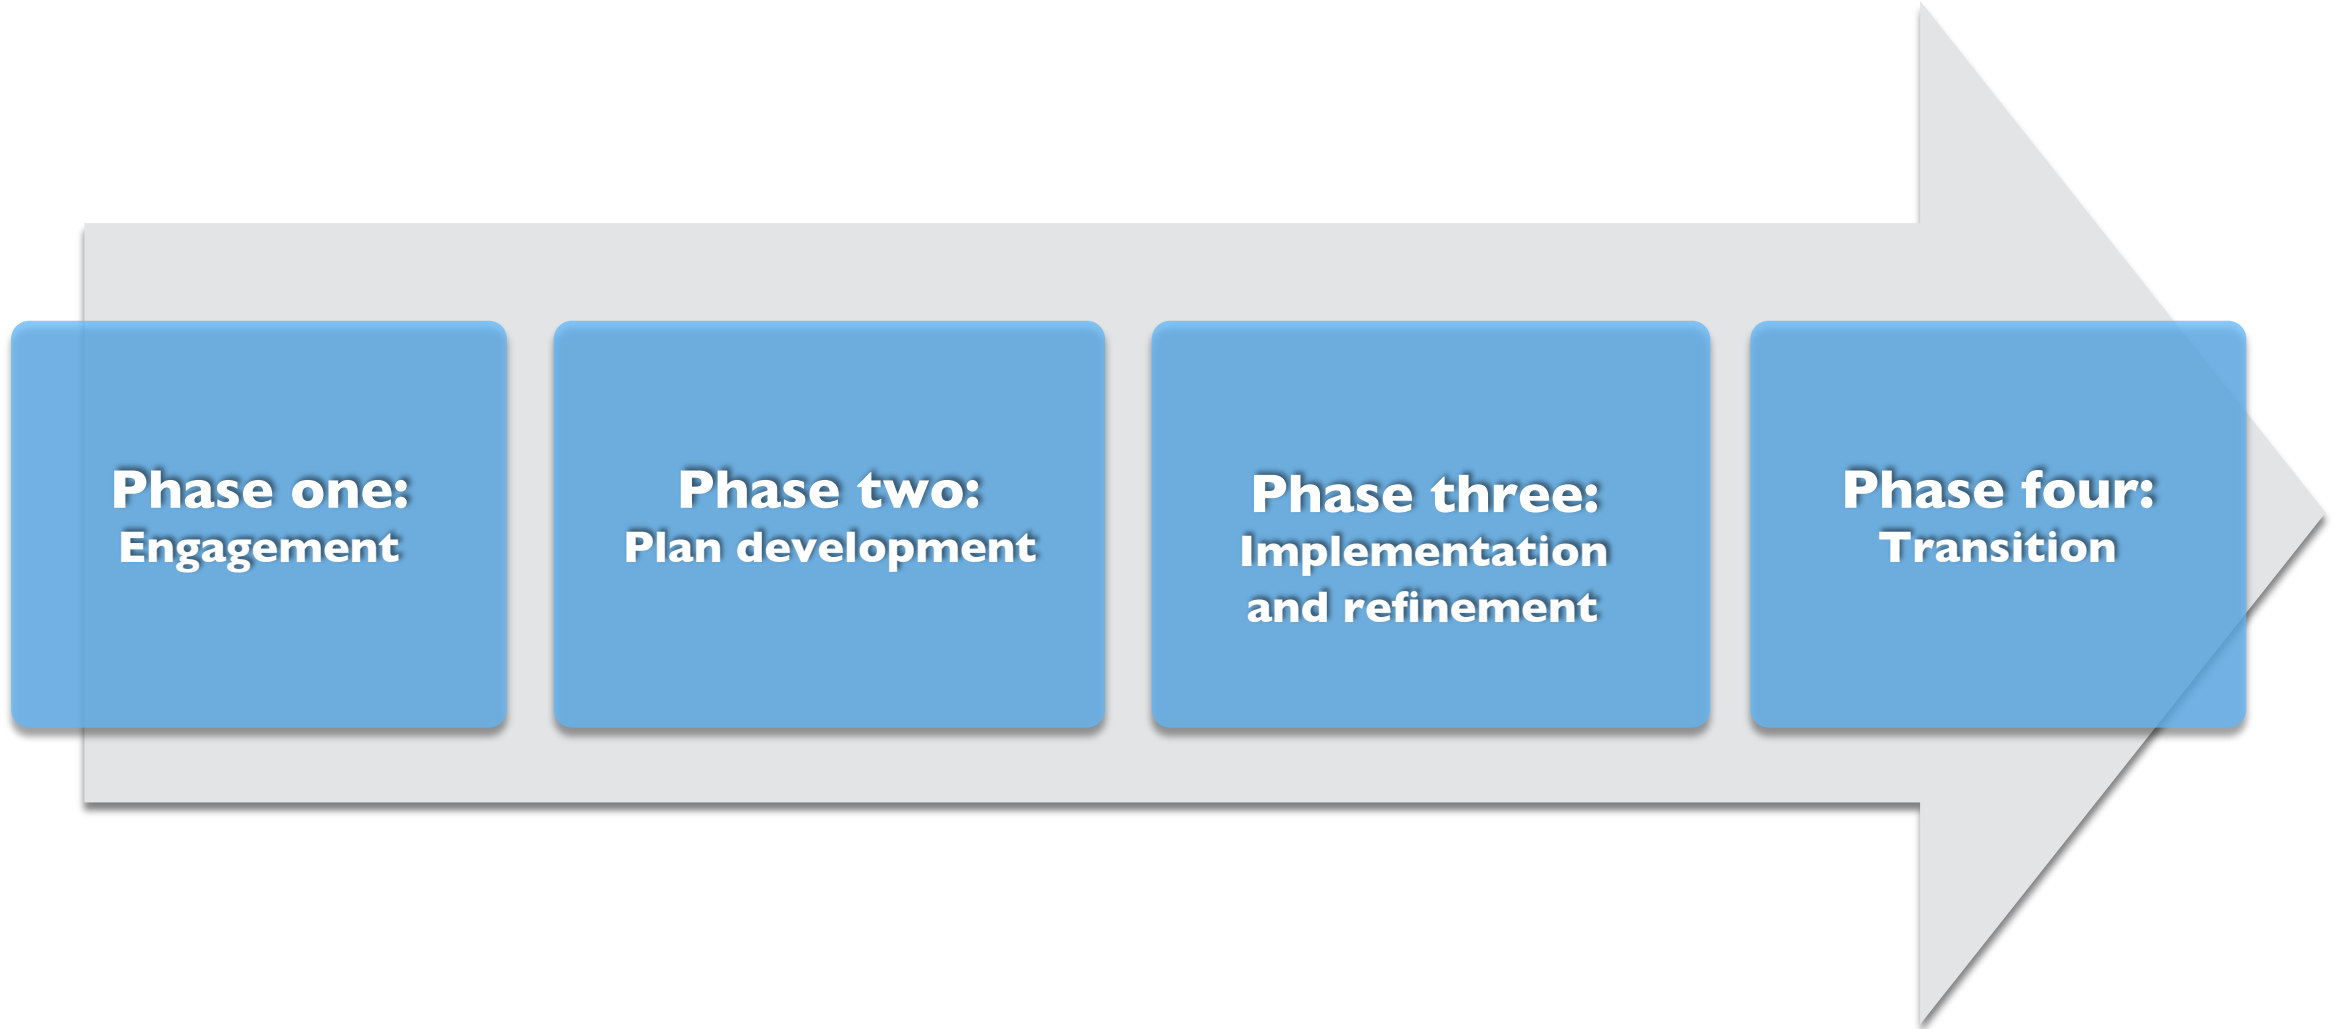 Phase one:
Engagement
Phase two:
Plan development
Phase three:
Implementation
and refinement
Phase four:
Transition